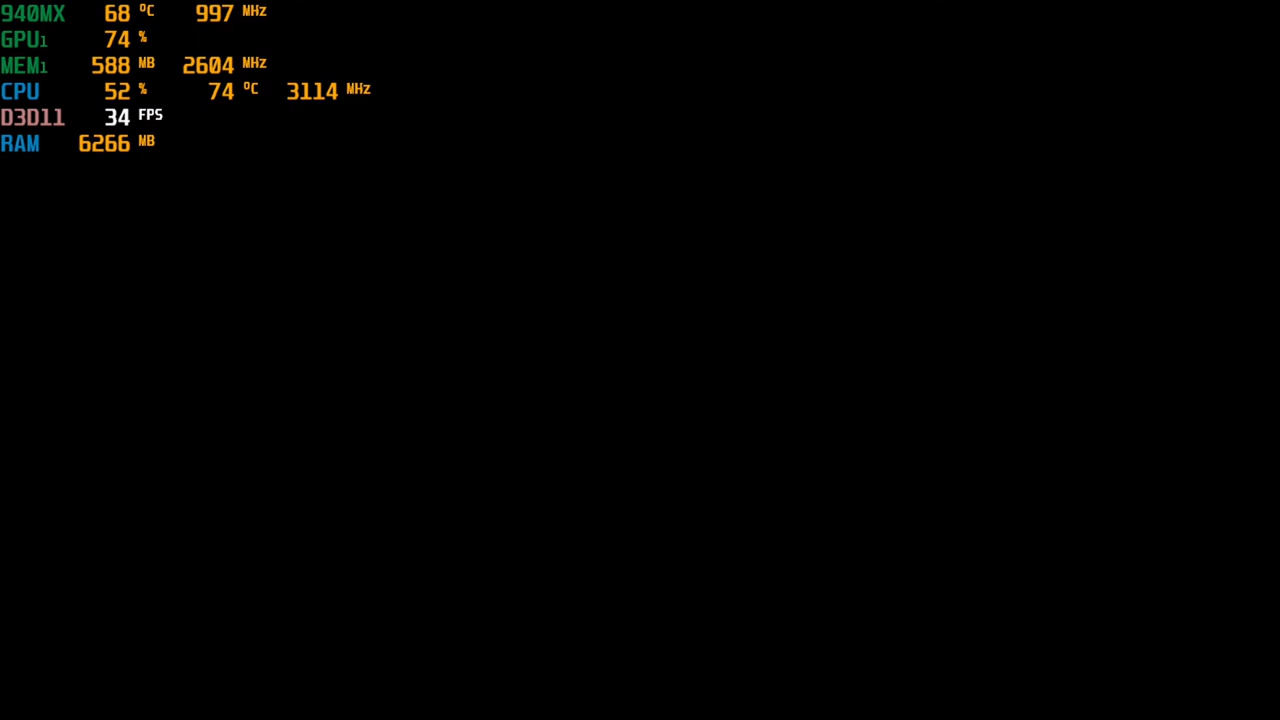 940MX 68 °C 997 MHz
GPU1 74 %
MEM1 588 MB 2604 MHz
CPU 52 % 74 °C 3114 MHz
D3D11 34 FPS
RAM 6266 MB